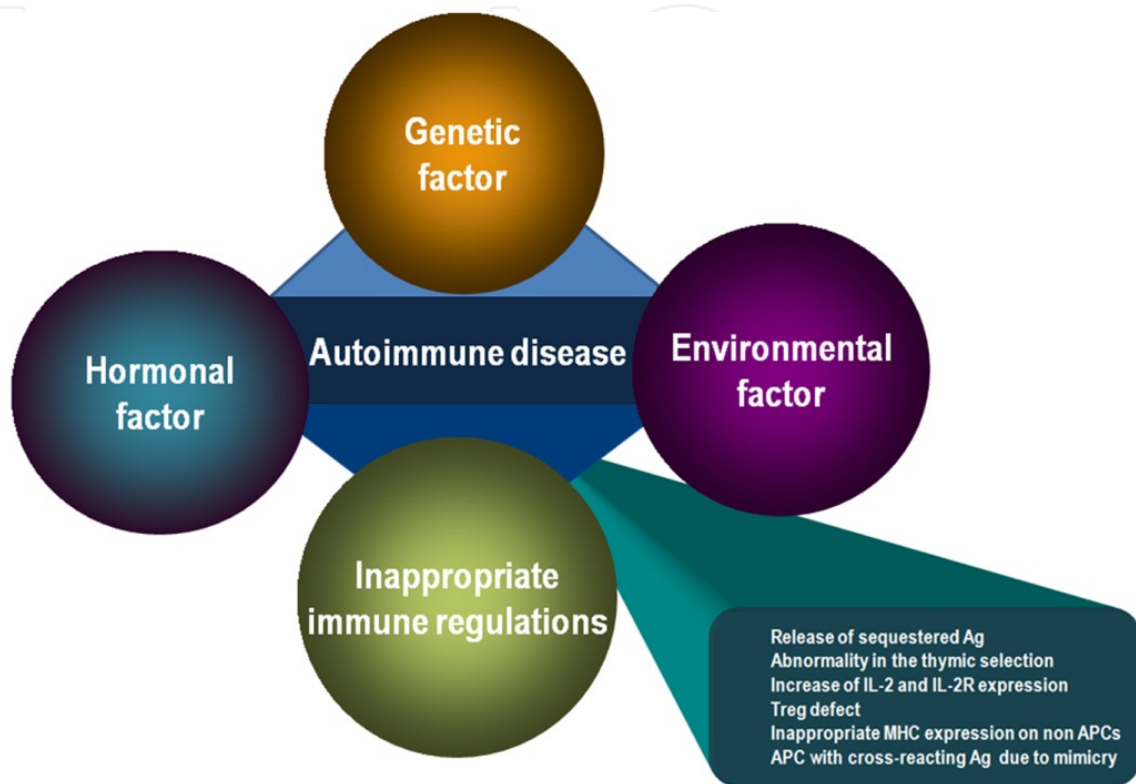 Genetic
factor
Hormonal
factor
Autoimmune disease
Environmental
factor
Inappropriate
immune regulations
Release of sequestered Ag
Abnormality in the thymic selection
Increase of IL-2 and IL-2R expression
Treg defect
Inappropriate MHC expression on non APCs
APC with cross-reacting Ag due to mimicry